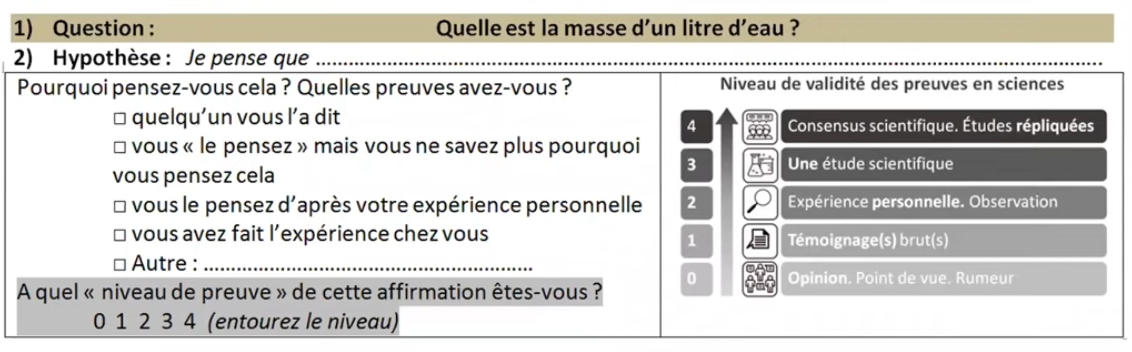 1) Question : Quelle est la masse d'un litre d'eau ?
2) Hypothèse : Je pense que ..............................................................................................................................
Pourquoi pensez-vous cela ? Quelles preuves avez-vous ?
□ quelqu'un vous l'a dit
□ vous « le pensez » mais vous ne savez plus pourquoi
vous pensez cela
□ vous le pensez d'après votre expérience personnelle
□ vous avez fait l'expérience chez vous
□ Autre : .......................................................
A quel « niveau de preuve » de cette affirmation êtes-vous ?
0 1 2 3 4 (entourez le niveau)
Niveau de validité des preuves en sciences
4 Consensus scientifique. Études répliquées
3 Une étude scientifique
2 Expérience personnelle. Observation
1 Témoignage(s) brut(s)
0 Opinion. Point de vue. Rumeur